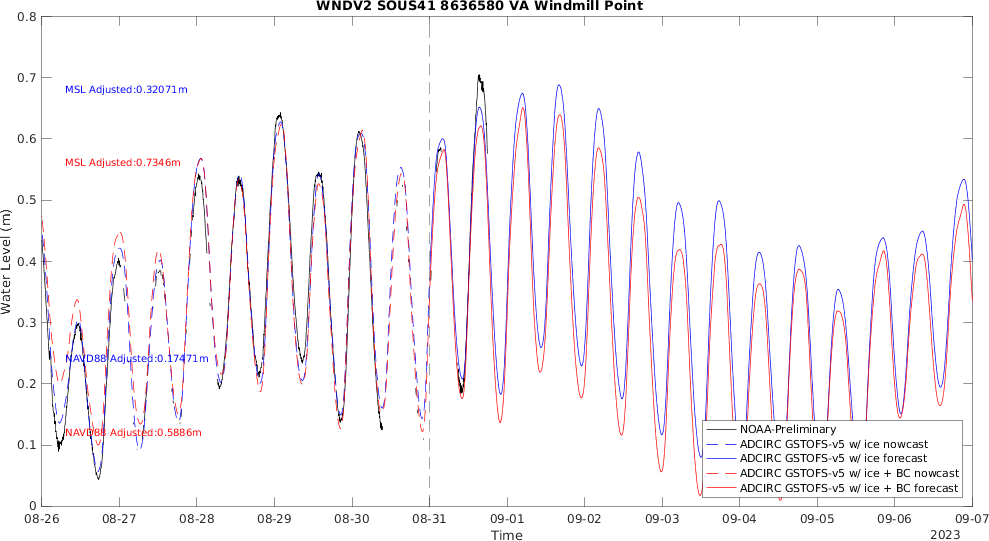 WNDV2 SOUS41 8636580 VA Windmill Point
0.8
0.7
0.6
0.5
0.4
0.3
0.2
0.1
0
Water Level (m)
MSL Adjusted:0.32071m
MSL Adjusted:0.7346m
NAVD88 Adjusted:0.17471m
NAVD88 Adjusted:0.5886m
NOAA-Preliminary
ADCIRC GSTOFS-v5 w/ ice nowcast
ADCIRC GSTOFS-v5 w/ ice forecast
ADCIRC GSTOFS-v5 w/ ice + BC nowcast
ADCIRC GSTOFS-v5 w/ ice + BC forecast
08-26 08-27 08-28 08-29 08-30 08-31 09-01 09-02 09-03 09-04 09-05 09-06 09-07
Time
2023